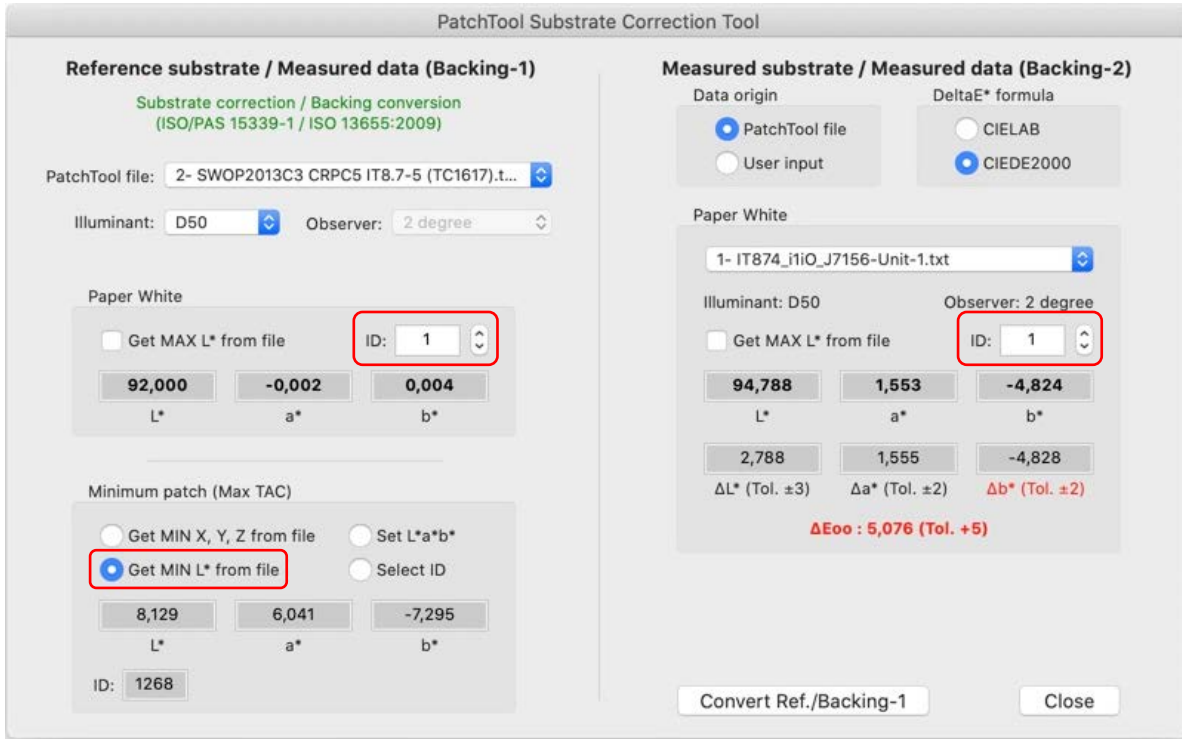 PatchTool Substrate Correction Tool
Reference substrate / Measured data (Backing-1)
Substrate correction / Backing conversion
(ISO/PAS 15339-1 / ISO 13655:2009)
PatchTool file: 2- SWOP2013C3 CRPC5 IT8.7-5 (TC1617).t...
Illuminant: D50 Observer: 2 degree
Paper White
Get MAX L* from file ID: 1
92,000 -0,002 0,004
L* a* b*
Minimum patch (Max TAC)
Get MIN X, Y, Z from file Set L*a*b*
Get MIN L* from file Select ID
8,129 6,041 -7,295
L* a* b*
ID: 1268
Measured substrate / Measured data (Backing-2)
Data origin DeltaE* formula
PatchTool file CIELAB
User input CIEDE2000
Paper White
1- IT874_i1iO_J7156-Unit-1.txt
Illuminant: D50 Observer: 2 degree
Get MAX L* from file ID: 1
94,788 1,553 -4,824
L* a* b*
2,788 1,555 -4,828
ΔL* (Tol. ±3) Δa* (Tol. ±2) Δb* (Tol. ±2)
ΔEoo : 5,076 (Tol. +5)
Convert Ref./Backing-1 Close